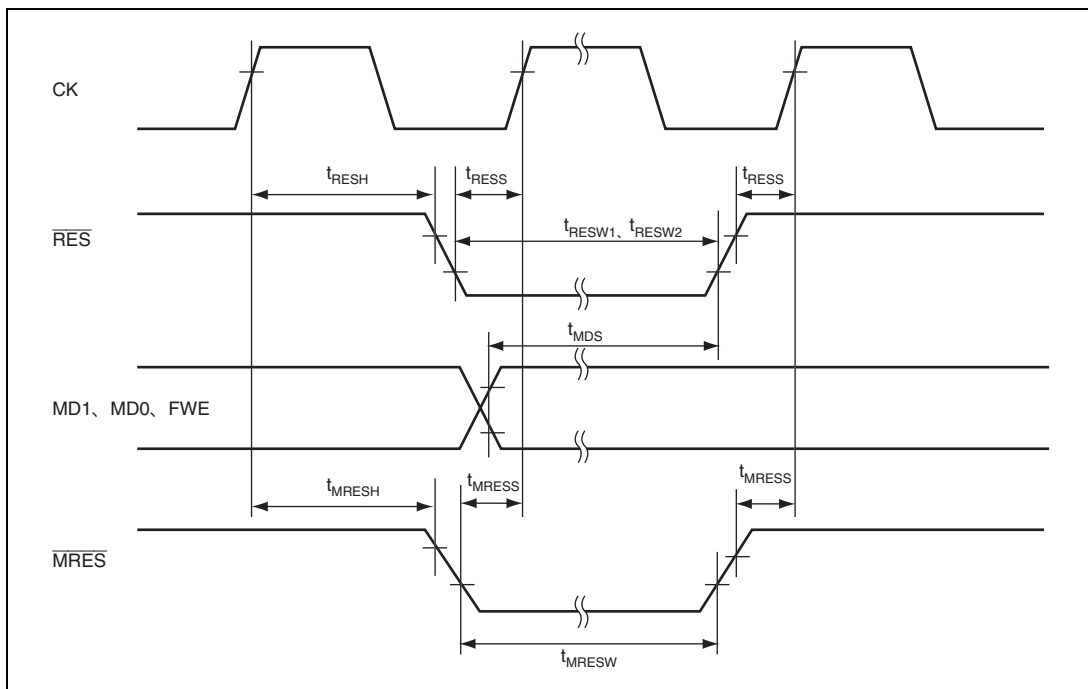 CK
tRESH
tRESS
tRESS
RES
tRESW1、tRESW2
tMDS
MD1、MD0、FWE
tMRESH
tMRESS
tMRESS
MRES
tMRESW